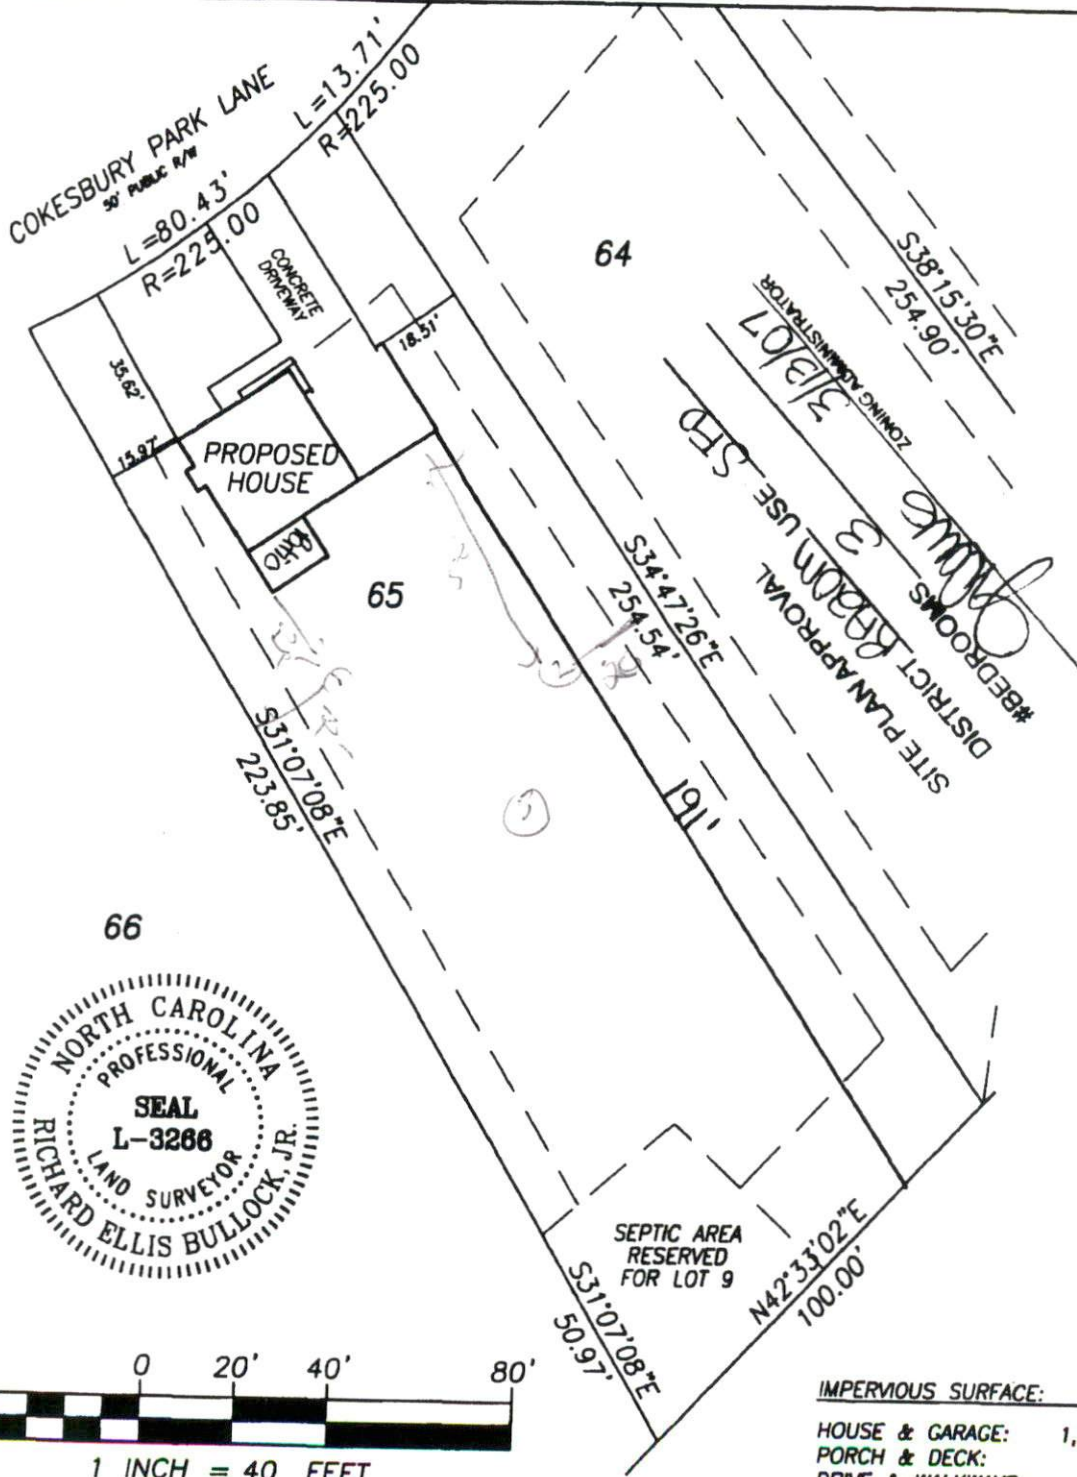 COKESBURY PARK LANE
50' PUBLIC R/W
L=13.71'
R=225.00
L=80.43'
R=225.00
CONCRETE
DRIVEWAY
35.62'
18.51'
15.97'
PROPOSED
HOUSE
Patio
64
65
66
S38°15'30"E
254.90'
S34°47'26"E
254.54'
S31°07'08"E
223.85'
191'
SITE PLAN APPROVAL
DISTRICT RA20M USE SFD
#BEDROOMS 3
3/13/07
ZONING ADMINISTRATOR
NORTH CAROLINA
PROFESSIONAL
SEAL
L-3266
LAND SURVEYOR
RICHARD ELLIS BULLOCK, JR.
SEPTIC AREA
RESERVED
FOR LOT 9
S31°07'08"E
50.97'
N42°33'02"E
100.00'
0 20' 40' 80'
1 INCH = 40 FEET
IMPERVIOUS SURFACE:
HOUSE & GARAGE: 1,
PORCH & DECK: